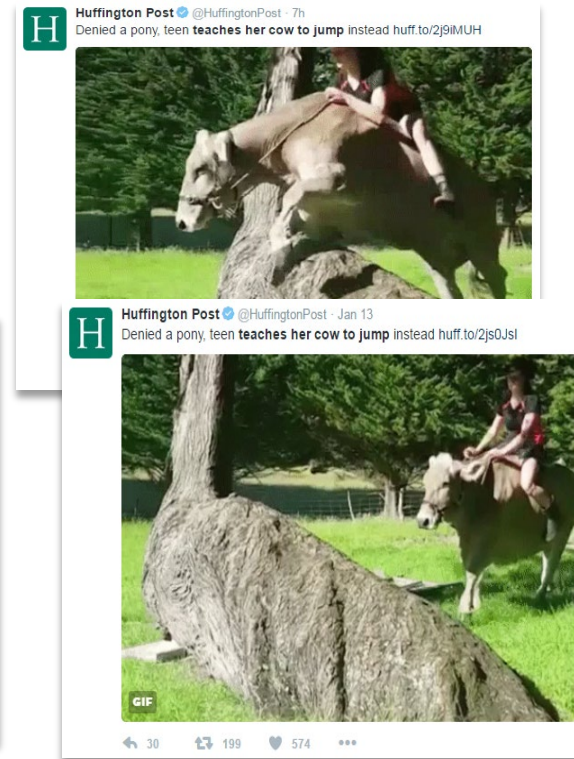 H
Huffington Post @HuffingtonPost · 7h
Denied a pony, teen teaches her cow to jump instead huff.to/2j9iMUH
H
Huffington Post @HuffingtonPost · Jan 13
Denied a pony, teen teaches her cow to jump instead huff.to/2js0JsI
GIF
30 199 574